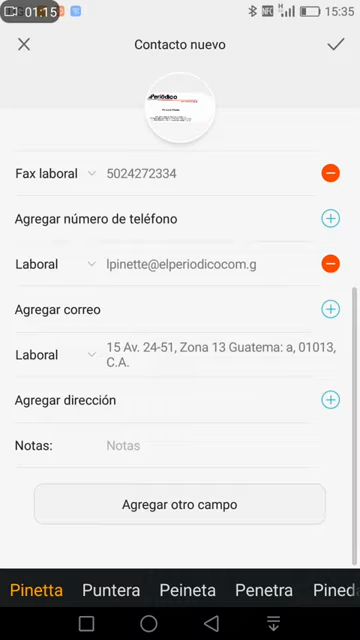 01:15
15:35
Contacto nuevo
elPeriódico
Fax laboral 5024272334
Agregar número de teléfono
Laboral lpinette@elperiodicocom.g
Agregar correo
Laboral 15 Av. 24-51, Zona 13 Guatema: a, 01013,
C.A.
Agregar dirección
Notas: Notas
Agregar otro campo
Pinetta Puntera Peineta Penetra Pined